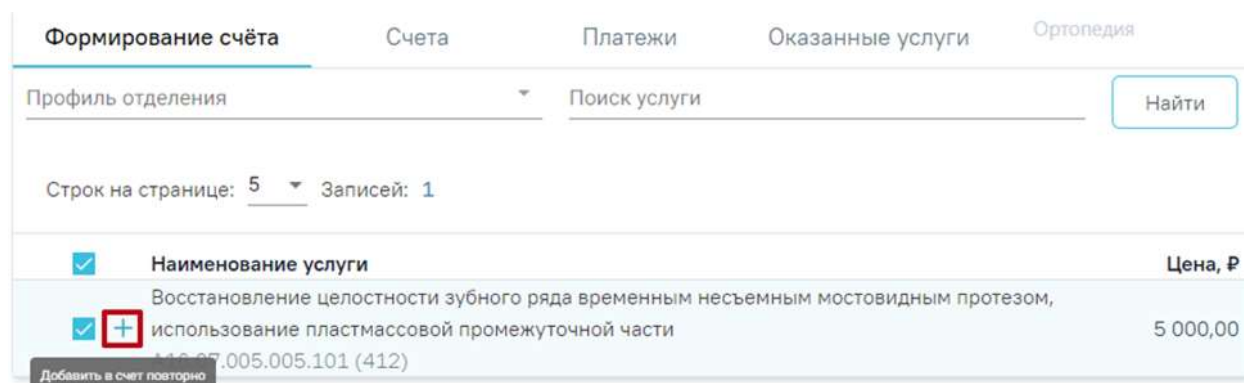 Формирование счёта Счета Платежи Оказанные услуги Ортопедия
Профиль отделения Поиск услуги Найти
Строк на странице: 5 Записей: 1
Наименование услуги Цена, ₽
Восстановление целостности зубного ряда временным несъемным мостовидным протезом,
использование пластмассовой промежуточной части 5 000,00
.005.005.101 (412)
Добавить в счет повторно